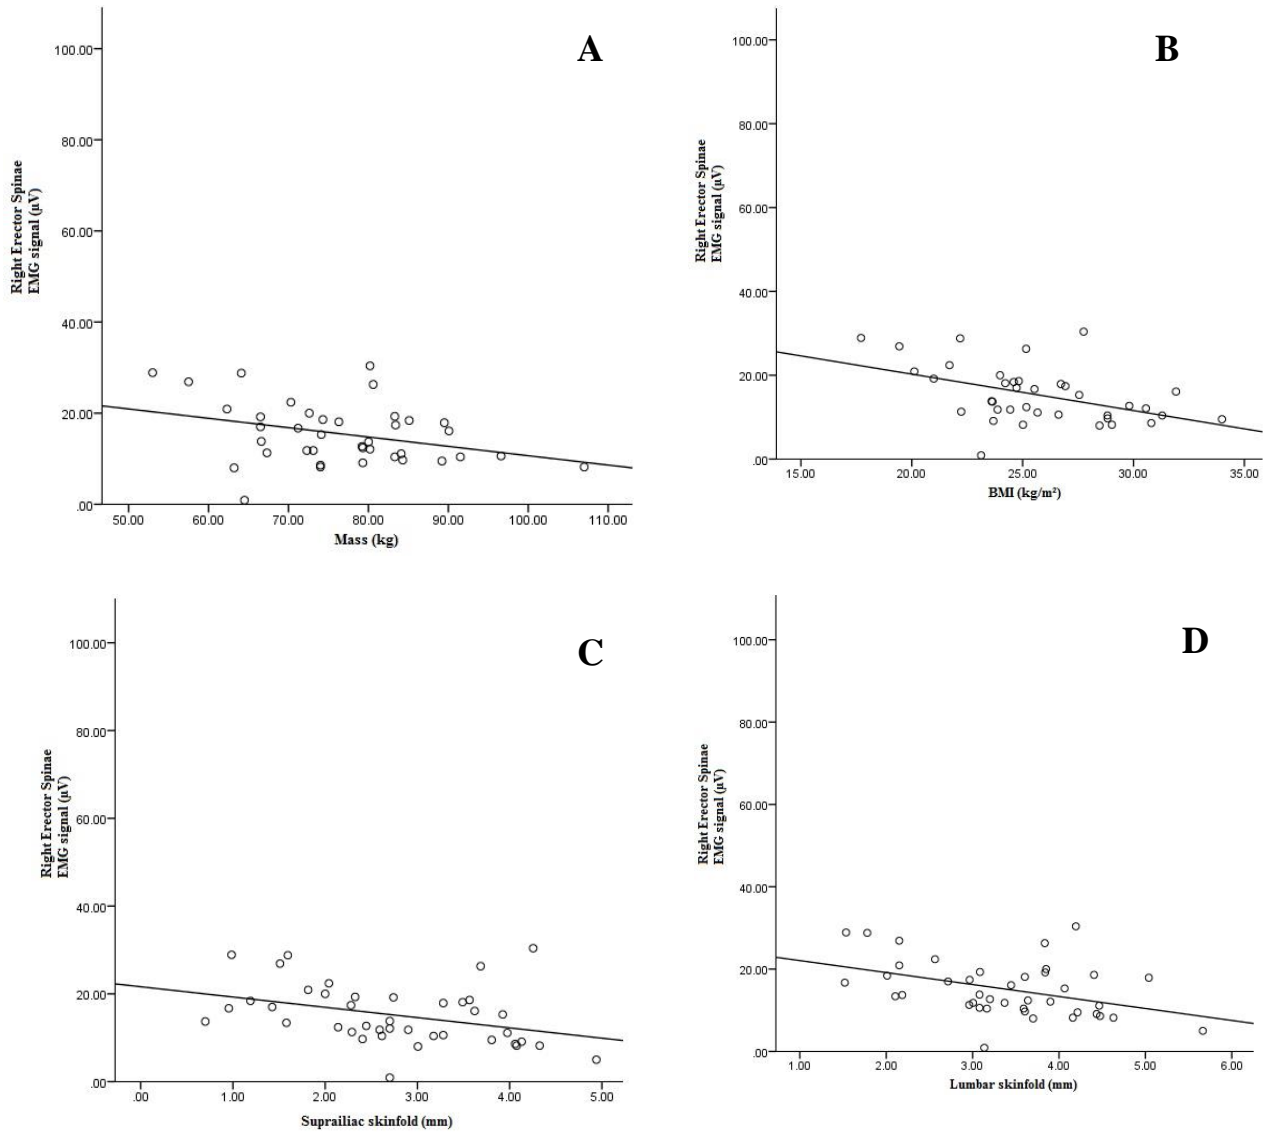 A
100.00
80.00
60.00
40.00
20.00
.00
Right Erector Spinae
EMG signal (µV)
50.00 60.00 70.00 80.00 90.00 100.00 110.00
Mass (kg)
B
100.00
80.00
60.00
40.00
20.00
.00
Right Erector Spinae
EMG signal (µV)
15.00 20.00 25.00 30.00 35.00
BMI (kg/m²)
C
100.00
80.00
60.00
40.00
20.00
.00
Right Erector Spinae
EMG signal (µV)
.00 1.00 2.00 3.00 4.00 5.00
Suprailiac skinfold (mm)
D
100.00
80.00
60.00
40.00
20.00
.00
Right Erector Spinae
EMG signal (µV)
1.00 2.00 3.00 4.00 5.00 6.00
Lumbar skinfold (mm)